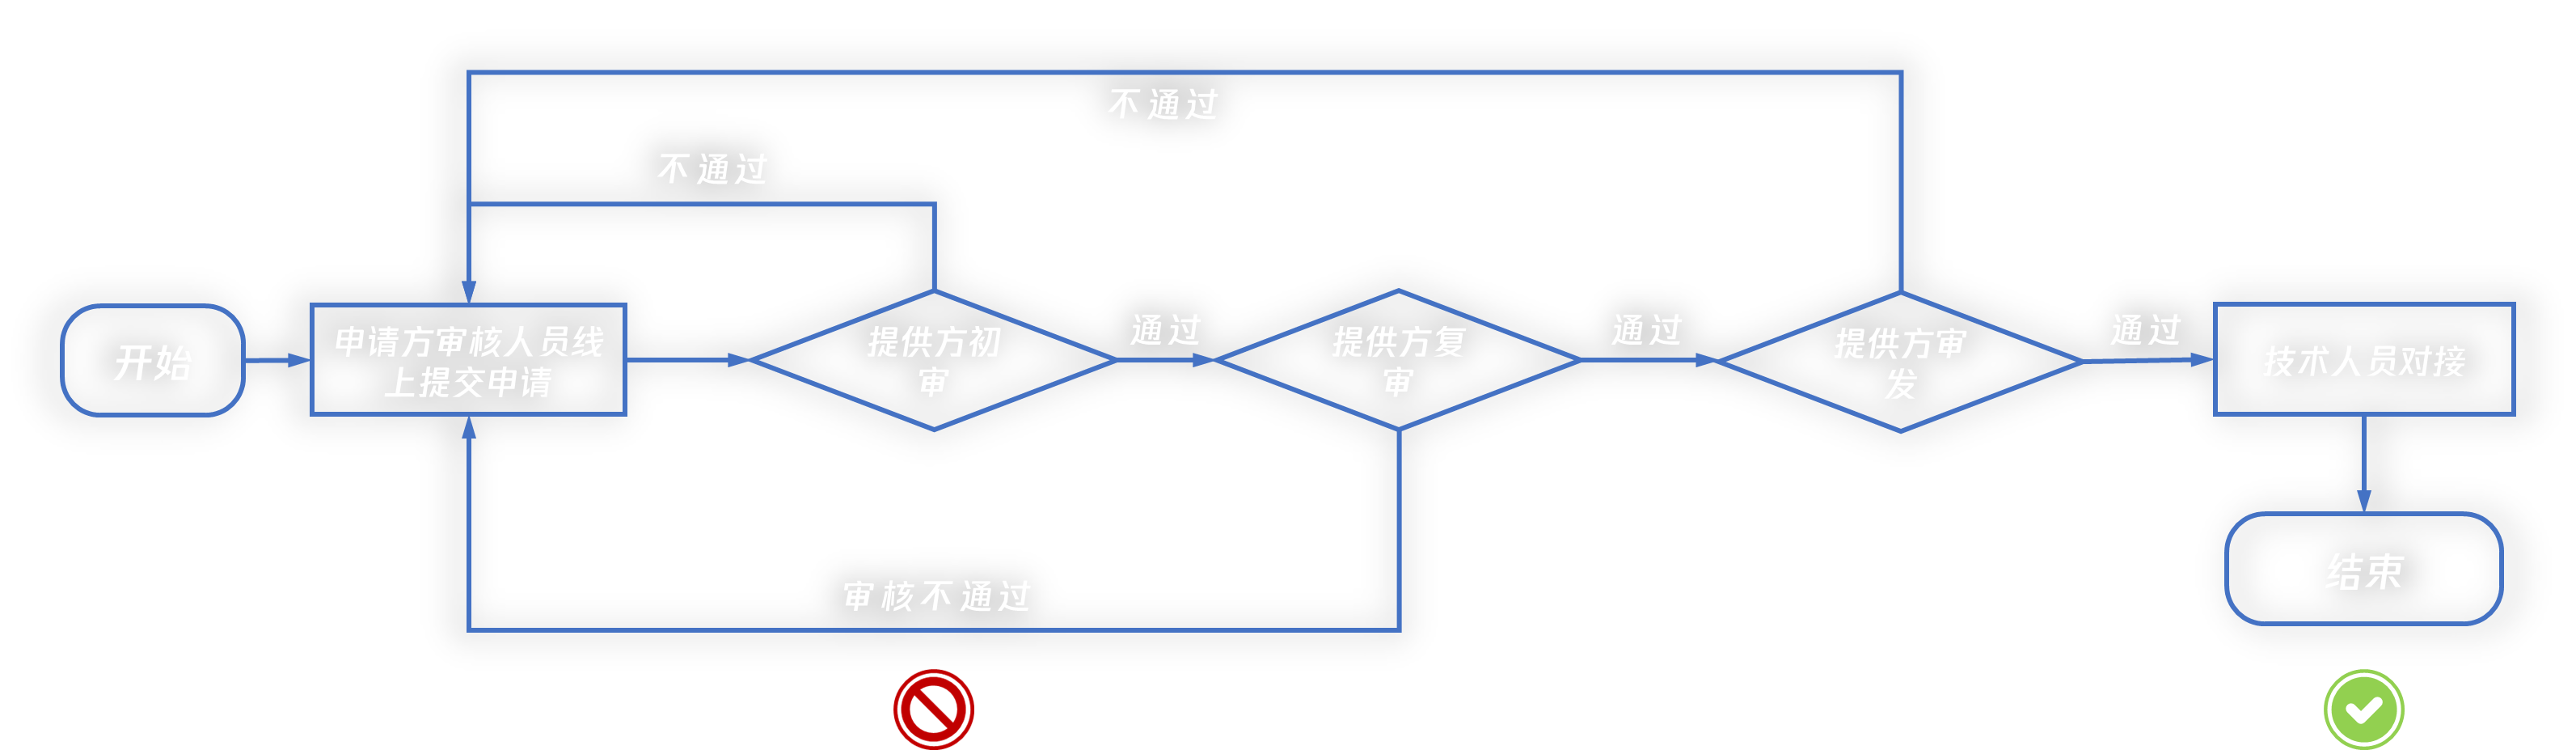 不通过
不通过
开始
申请方审核人员线
上提交申请
提供方初
审
通过
提供方复
审
通过
提供方审
发
通过
技术人员对接
审核不通过
结束